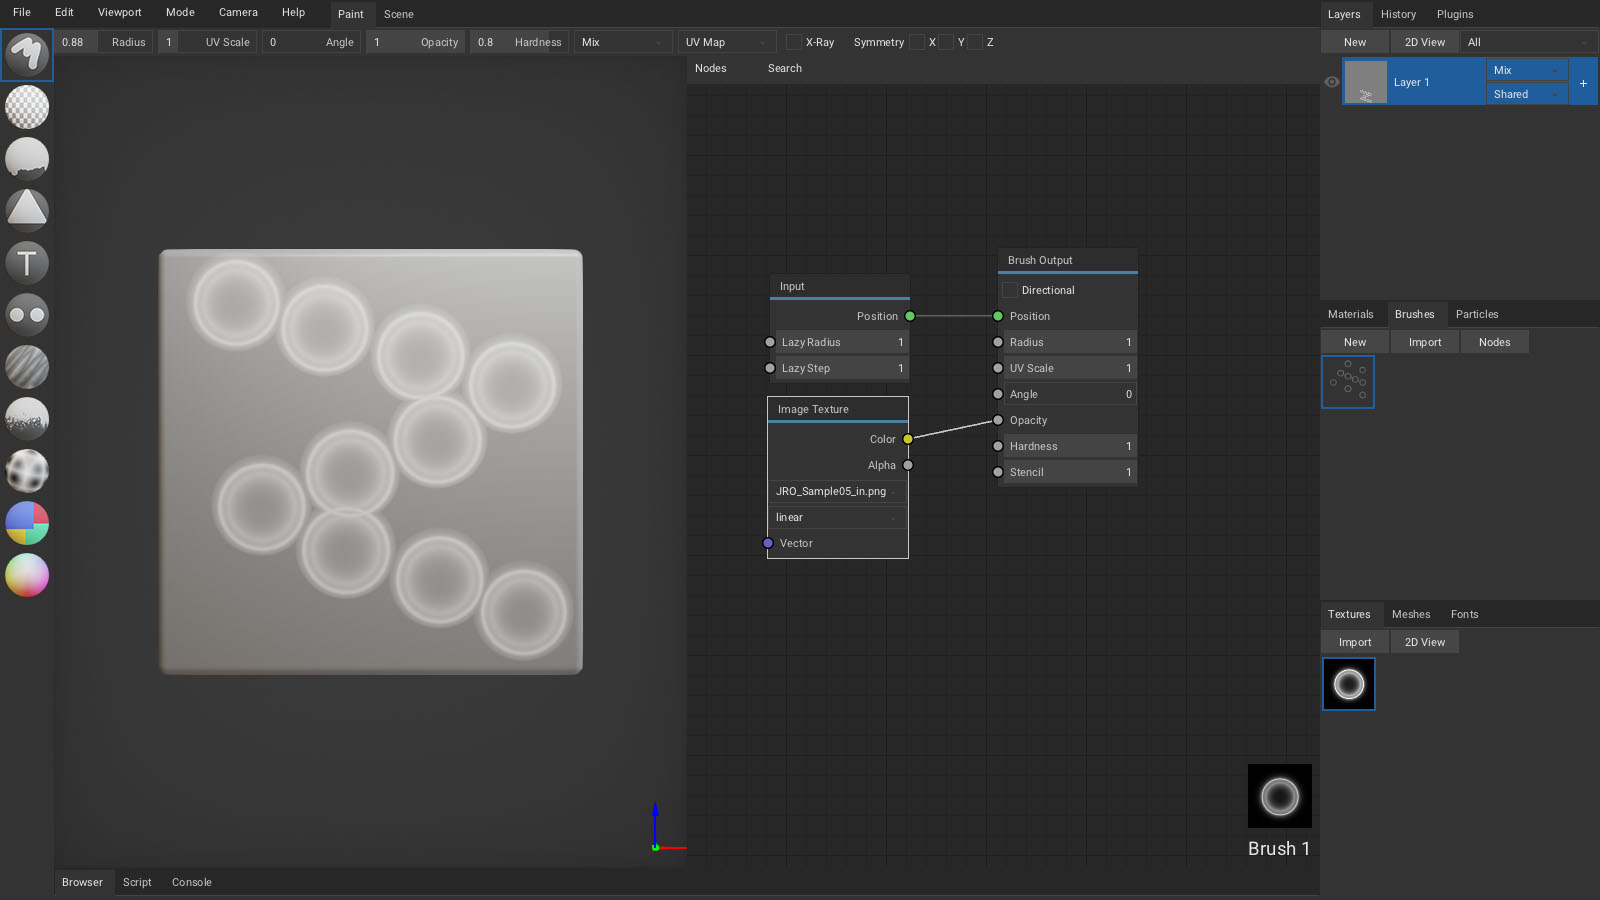 File Edit Viewport Mode Camera Help Paint Scene
0.88 Radius 1 UV Scale 0 Angle 1 Opacity 0.8 Hardness Mix UV Map X-Ray Symmetry X Y Z
T
Nodes Search
Input
Position
Lazy Radius 1
Lazy Step 1
Image Texture
Color
Alpha
JRO_Sample05_in.png
linear
Vector
Brush Output
Directional
Position
Radius 1
UV Scale 1
Angle 0
Opacity
Hardness 1
Stencil 1
Brush 1
Browser Script Console
Layers History Plugins
New 2D View All
Layer 1 Mix
Shared +
Materials Brushes Particles
New Import Nodes
Textures Meshes Fonts
Import 2D View